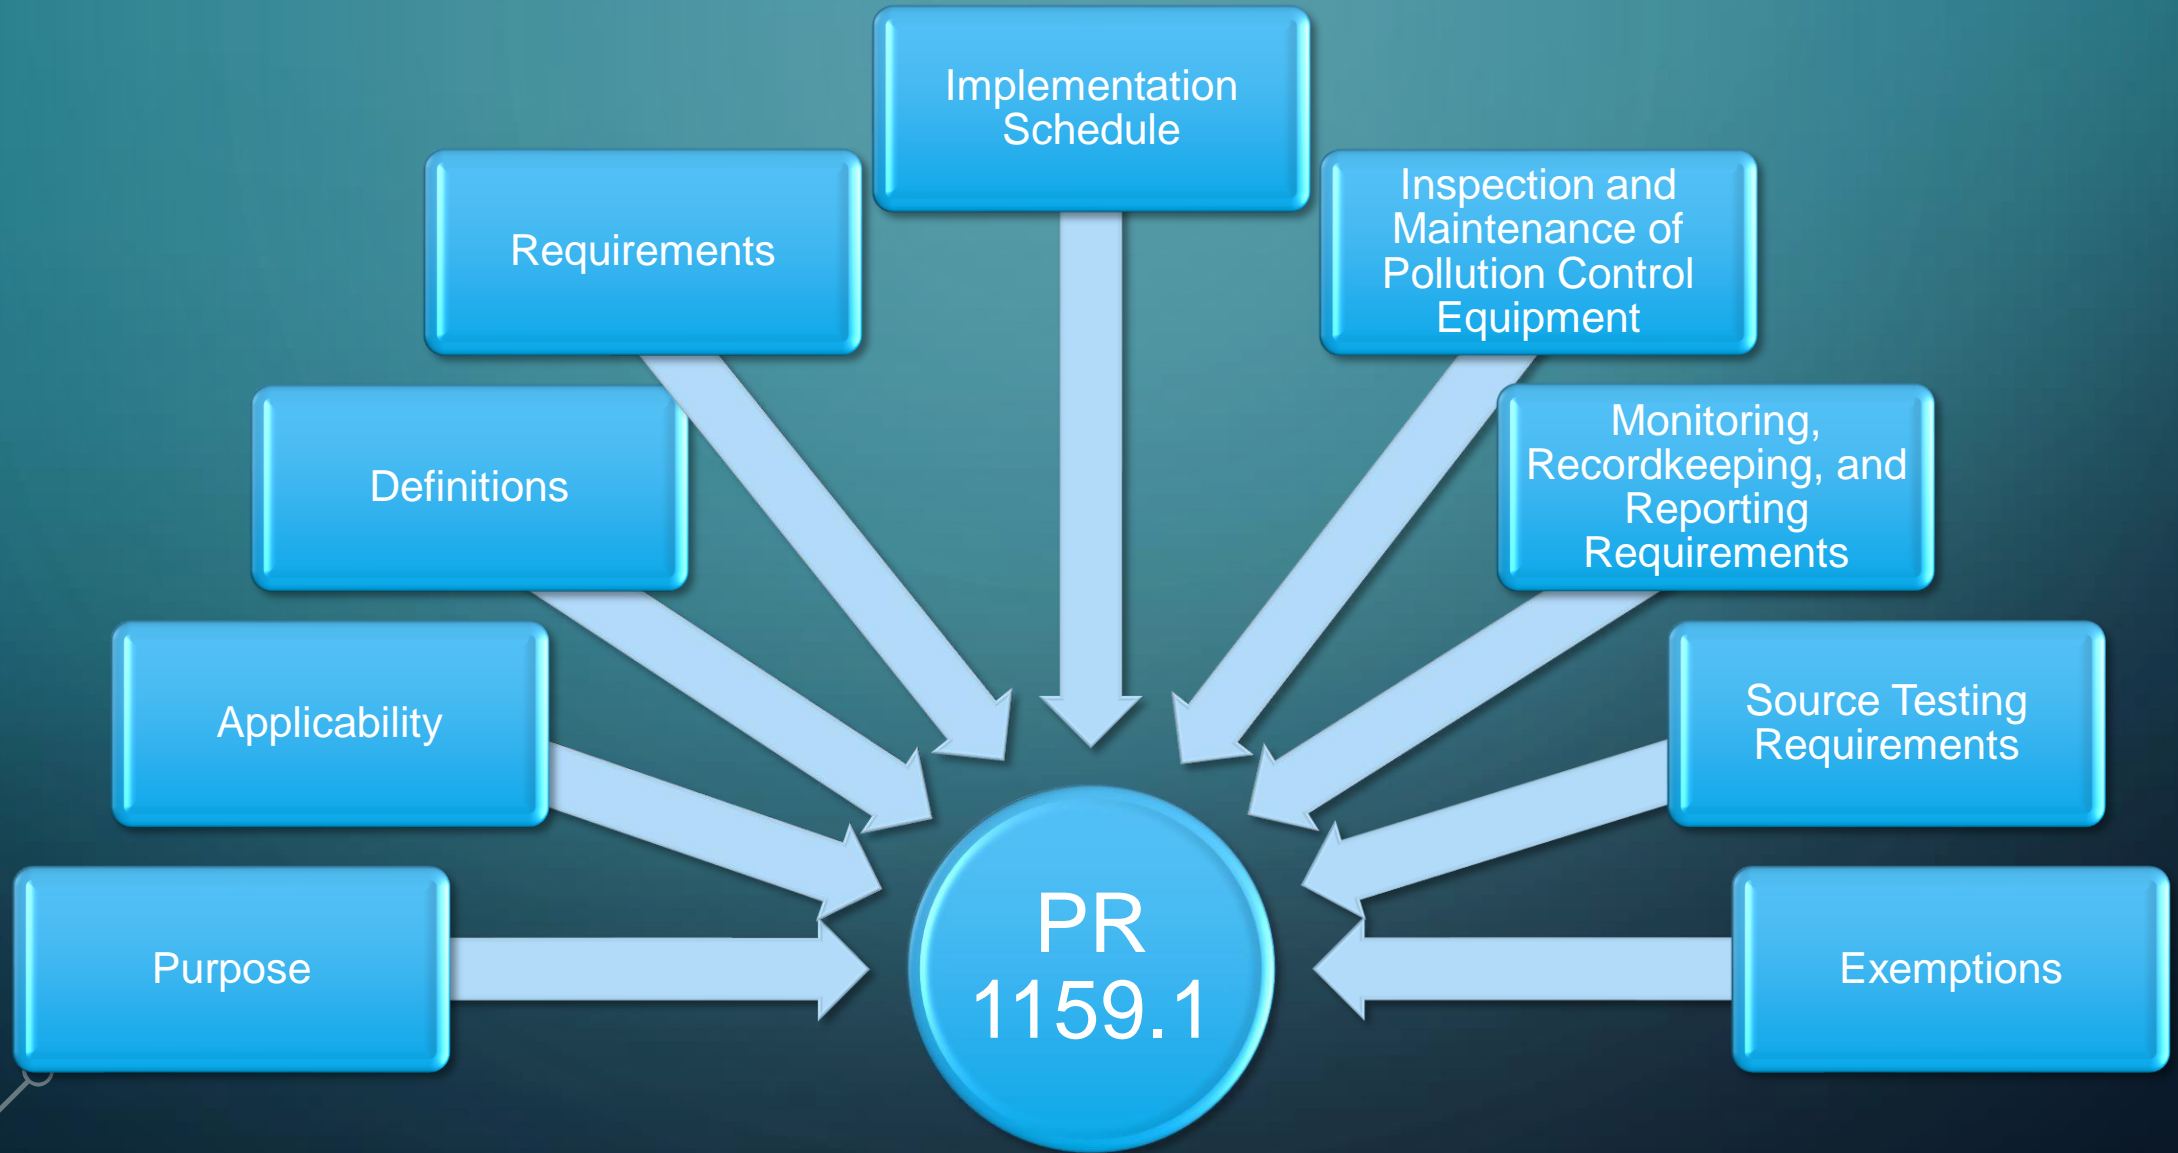 Implementation
Schedule
Requirements
Inspection and
Maintenance of
Pollution Control
Equipment
Definitions
Monitoring,
Recordkeeping, and
Reporting
Requirements
Applicability
Source Testing
Requirements
Purpose
PR
1159.1
Exemptions